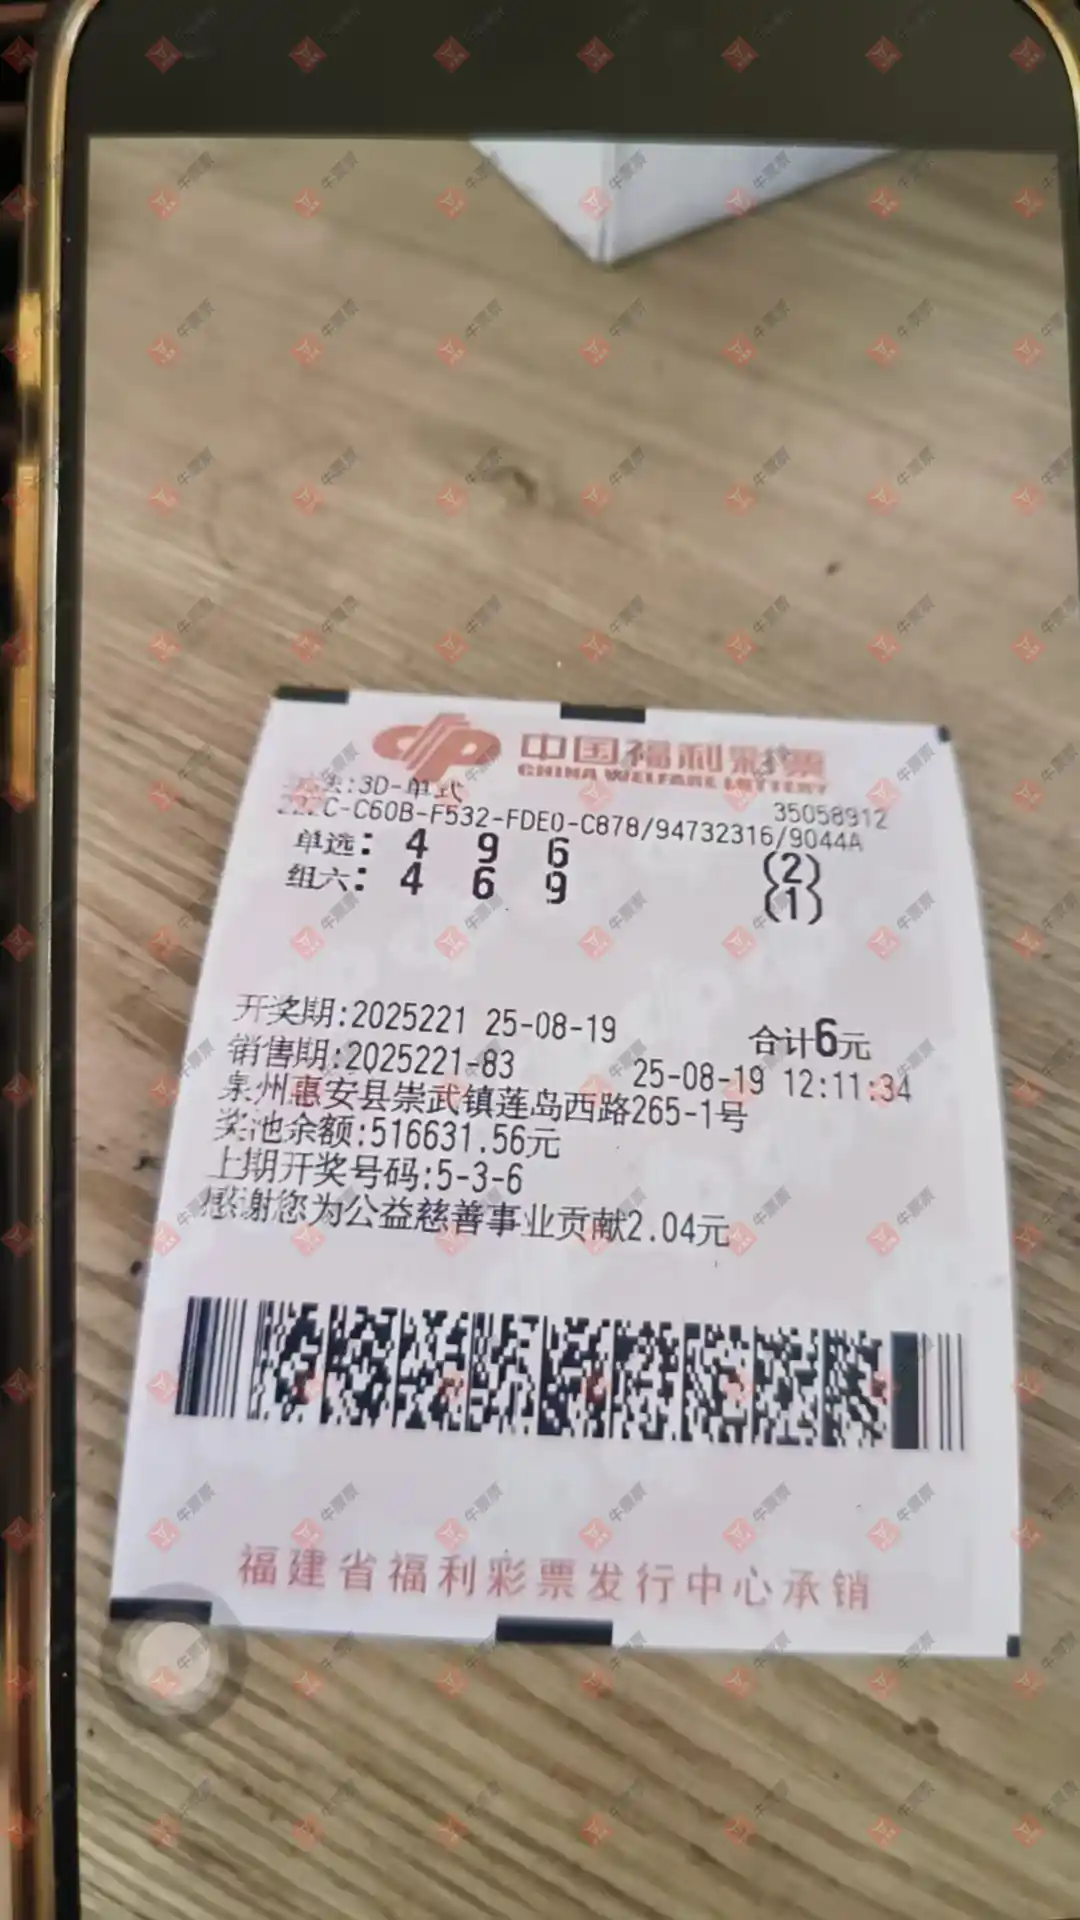 中国福利彩票
CHINA WELFARE LOTTERY
3D-单式
35058912
C-C60B-F532-FDE0-C878/94732316/9044A
单选: 4 9 6 (2)
组六: 4 6 9 (1)
开奖期:2025221 25-08-19 合计6元
销售期:2025221-83 25-08-19 12:11:34
泉州惠安县崇武镇莲岛西路265-1号
奖池余额:516631.56元
上期开奖号码:5-3-6
感谢您为公益慈善事业贡献2.04元
福建省福利彩票发行中心承销
牛票票